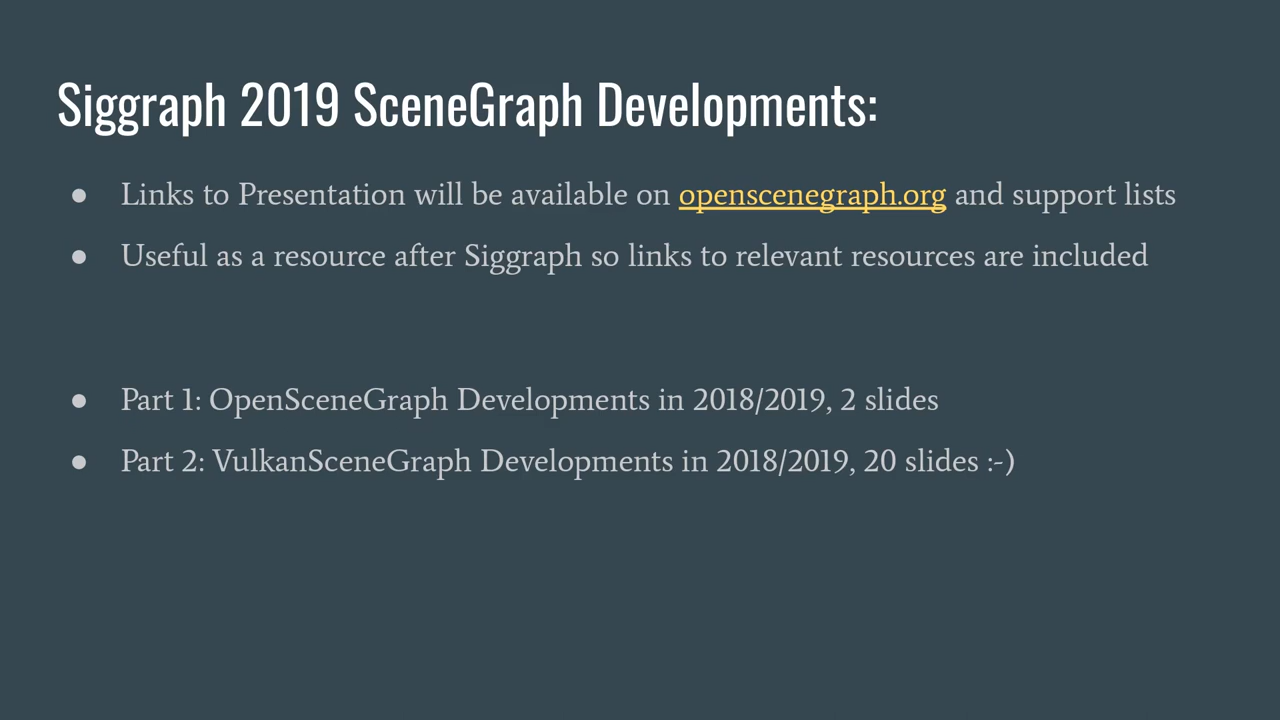 Siggraph 2019 SceneGraph Developments:
● Links to Presentation will be available on openscenegraph.org and support lists
● Useful as a resource after Siggraph so links to relevant resources are included
● Part 1: OpenSceneGraph Developments in 2018/2019, 2 slides
● Part 2: VulkanSceneGraph Developments in 2018/2019, 20 slides :-)